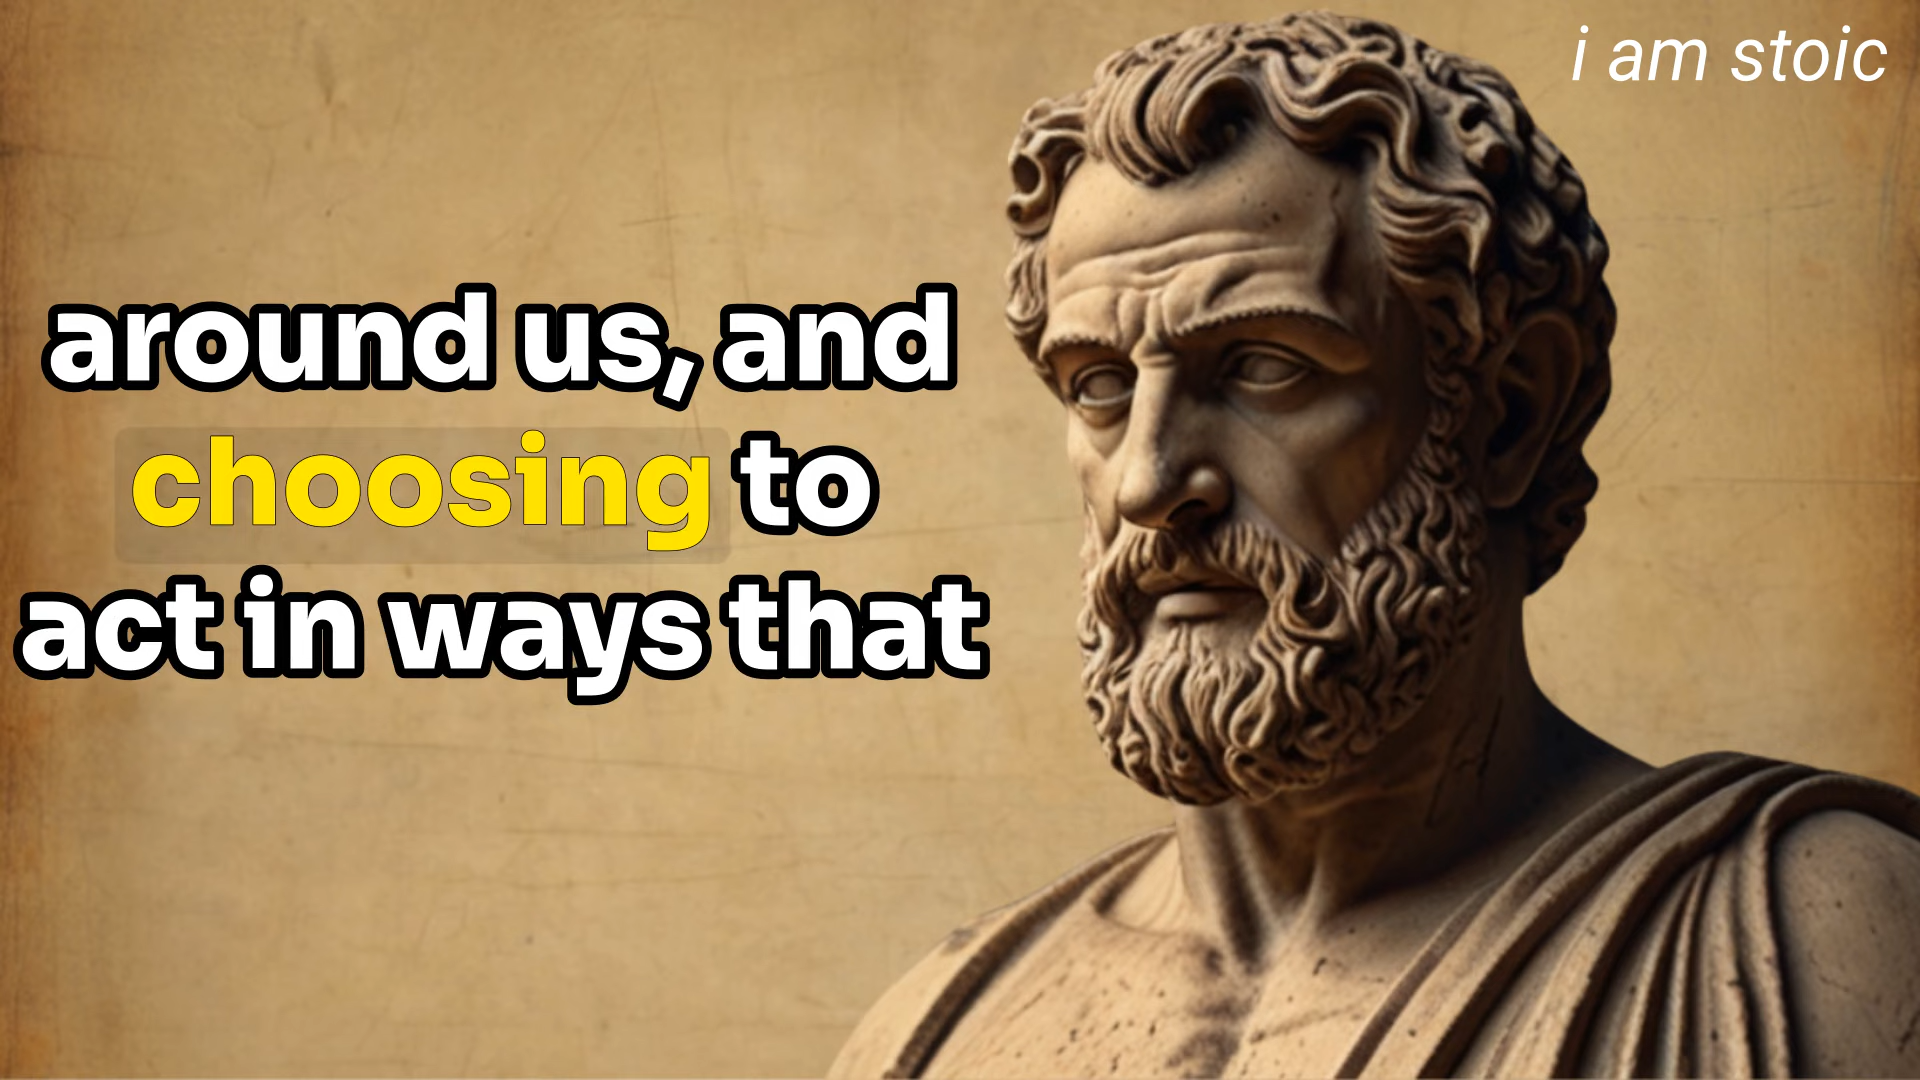 i am stoic
around us, and
choosing to
act in ways that